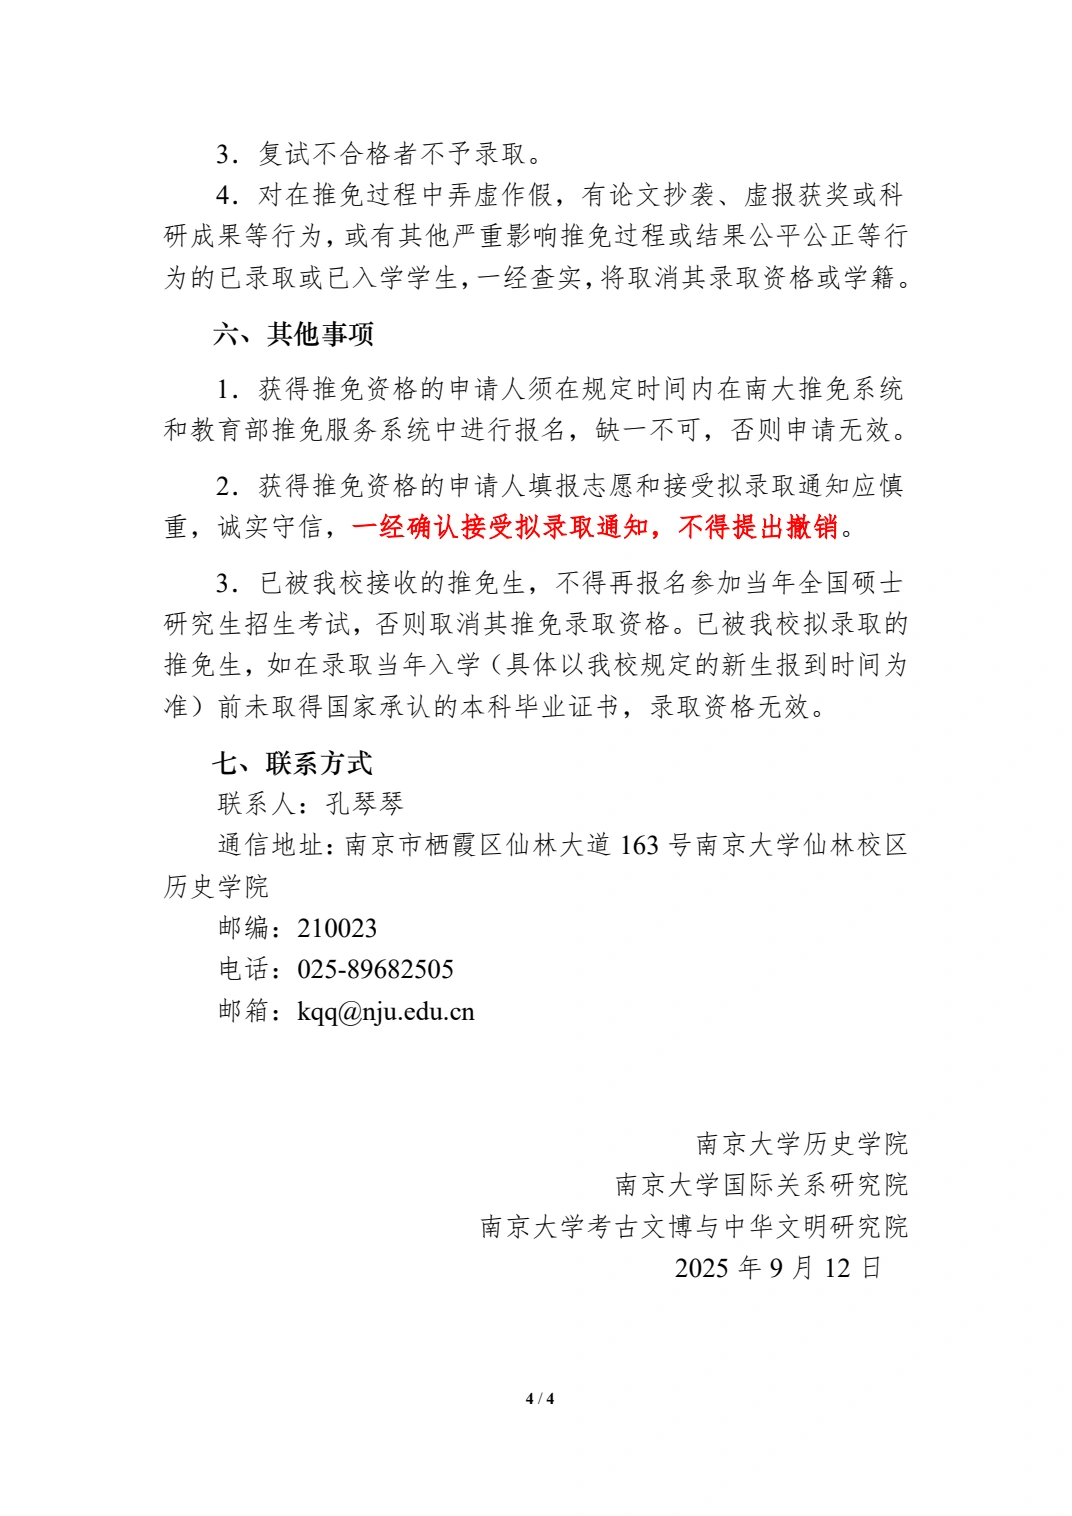 3．复试不合格者不予录取。
4．对在推免过程中弄虚作假，有论文抄袭、虚报获奖或科
研成果等行为，或有其他严重影响推免过程或结果公平公正等行
为的已录取或已入学学生，一经查实，将取消其录取资格或学籍。
六、其他事项
1．获得推免资格的申请人须在规定时间内在南大推免系统
和教育部推免服务系统中进行报名，缺一不可，否则申请无效。
2．获得推免资格的申请人填报志愿和接受拟录取通知应慎
重，诚实守信，一经确认接受拟录取通知，不得提出撤销。
3．已被我校接收的推免生，不得再报名参加当年全国硕士
研究生招生考试，否则取消其推免录取资格。已被我校拟录取的
推免生，如在录取当年入学（具体以我校规定的新生报到时间为
准）前未取得国家承认的本科毕业证书，录取资格无效。
七、联系方式
联系人：孔琴琴
通信地址：南京市栖霞区仙林大道 163 号南京大学仙林校区
历史学院
邮编：210023
电话：025-89682505
邮箱：kqq@nju.edu.cn
南京大学历史学院
南京大学国际关系研究院
南京大学考古文博与中华文明研究院
2025 年 9 月 12 日
4 / 4